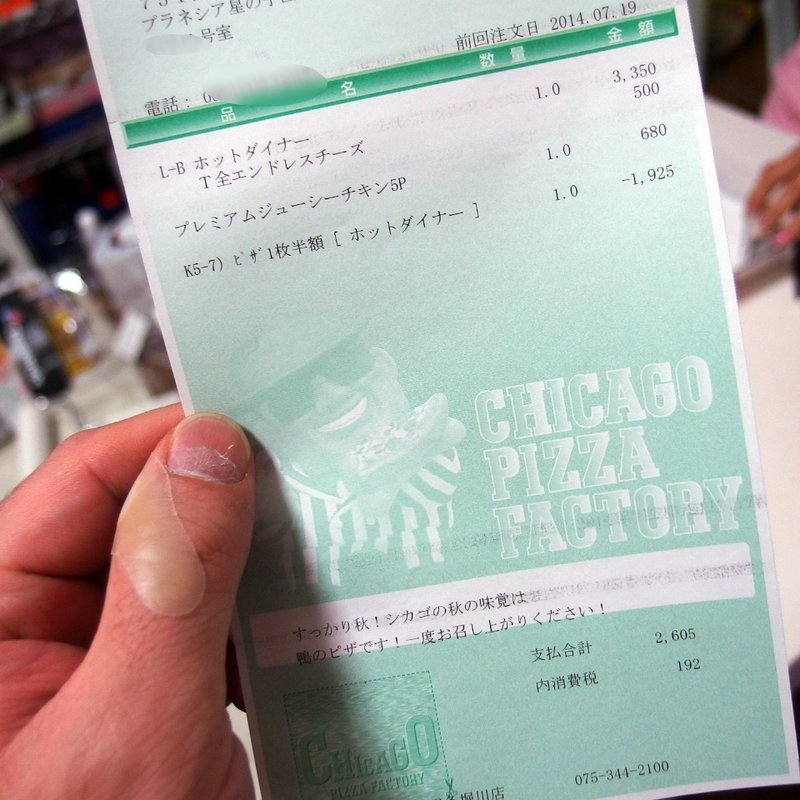 プラネシア星の子
号室
前回注文日 2014.07.19
電話：
品 名 数 量 金 額
L-B ホットダイナー 1.0 3,350
T 全エンドレスチーズ 500
プレミアムジューシーチキン5P 1.0 680
K5-7) ピザ1枚半額 [ ホットダイナー ] 1.0 -1,925
CHICAGO
PIZZA
FACTORY
すっかり秋！シカゴの秋の味覚は
鴨のピザです！一度お召し上がりください！
支払合計 2,605
内消費税 192
CHICAGO
PIZZA FACTORY
堀川店 075-344-2100